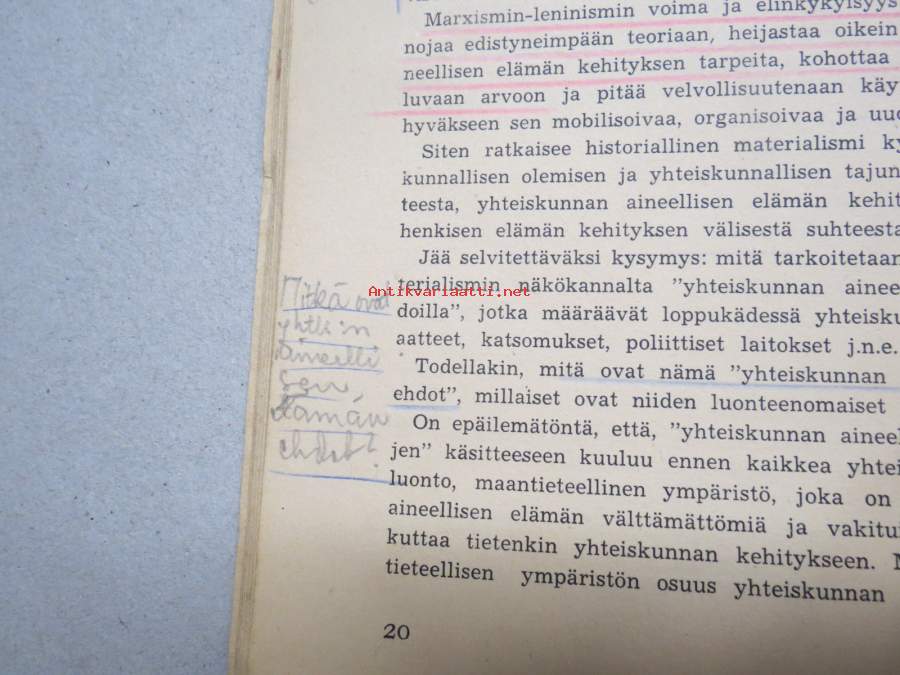 Marxismin-leninismin voima ja elinkykyisyys
nojaa edistyneimpään teoriaan, heijastaa oikein
neellisen elämän kehityksen tarpeita, kohottaa
luvaan arvoon ja pitää velvollisuutenaan käy
hyväkseen sen mobilisoivaa, organisoivaa ja uud
Siten ratkaisee historiallinen materialismi ky
kunnallisen olemisen ja yhteiskunnallisen tajun
teesta, yhteiskunnan aineellisen elämän kehit
henkisen elämän kehityksen välisestä suhteesta
Jää selvitettäväksi kysymys: mitä tarkoitetaan
terialismin näkökannalta "yhteiskunnan ainee
doilla", jotka määräävät loppukädessä yhteisku
aatteet, katsomukset, poliittiset laitokset j.n.e.
Todellakin, mitä ovat nämä "yhteiskunnan
ehdot", millaiset ovat niiden luonteenomaiset
On epäilemätöntä, että, "yhteiskunnan aineel
jen" käsitteeseen kuuluu ennen kaikkea yhtei
luonto, maantieteellinen ympäristö, joka on
aineellisen elämän välttämättömiä ja vakitui
kuttaa tietenkin yhteiskunnan kehitykseen. M
tieteellisen ympäristön osuus yhteiskunnan
20
Mitkä ovat
yhtk:n
aineelli
sen
elämän
ehdot?
Antikvariaatti.net